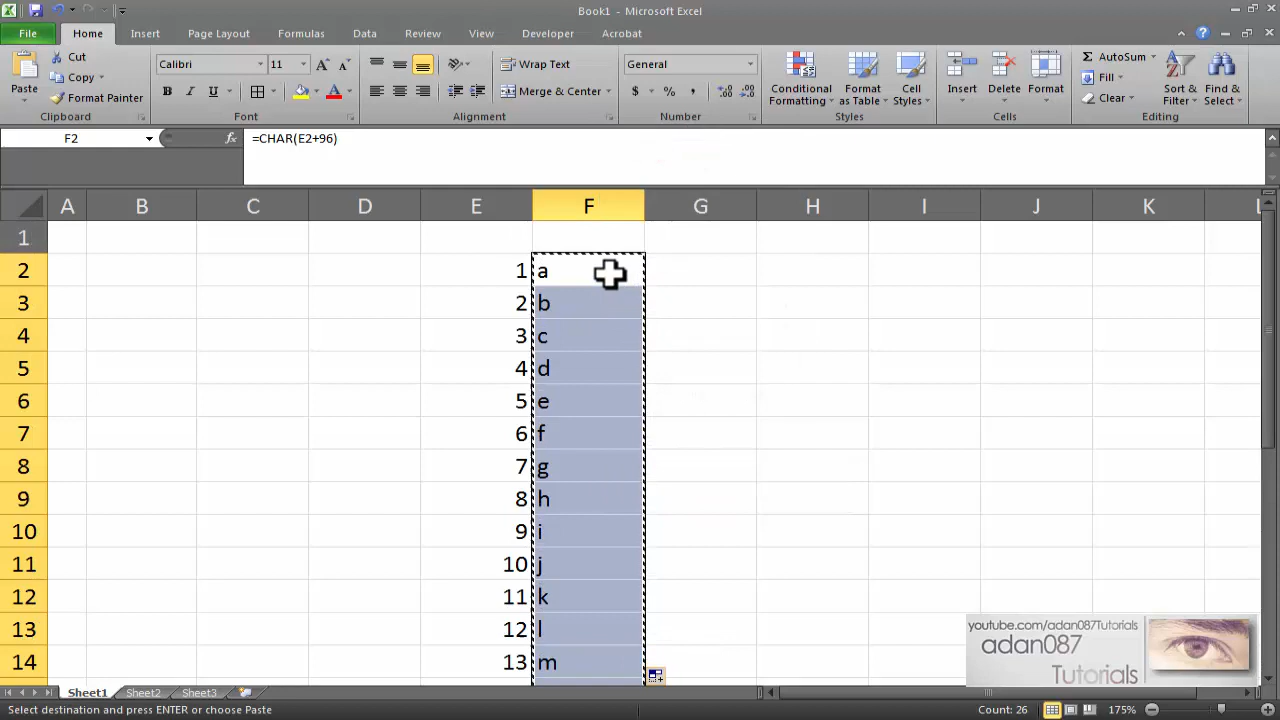 Book1 - Microsoft Excel
File Home Insert Page Layout Formulas Data Review View Developer Acrobat
Paste
Cut
Copy
Format Painter
Clipboard
Calibri 11
B I U
Font
Wrap Text
Merge & Center
Alignment
General
$ % ,
Number
Conditional Formatting
Format as Table
Cell Styles
Styles
Insert Delete Format
Cells
AutoSum
Fill
Clear
Sort & Filter
Find & Select
Editing
F2 fx =CHAR(E2+96)
A B C D E F G H I J K L
1
2 1 a
3 2 b
4 3 c
5 4 d
6 5 e
7 6 f
8 7 g
9 8 h
10 9 i
11 10 j
12 11 k
13 12 l
14 13 m
youtube.com/adan087Tutorials
adan087
Tutorials
Sheet1 Sheet2 Sheet3
Select destination and press ENTER or choose Paste Count: 26 175%